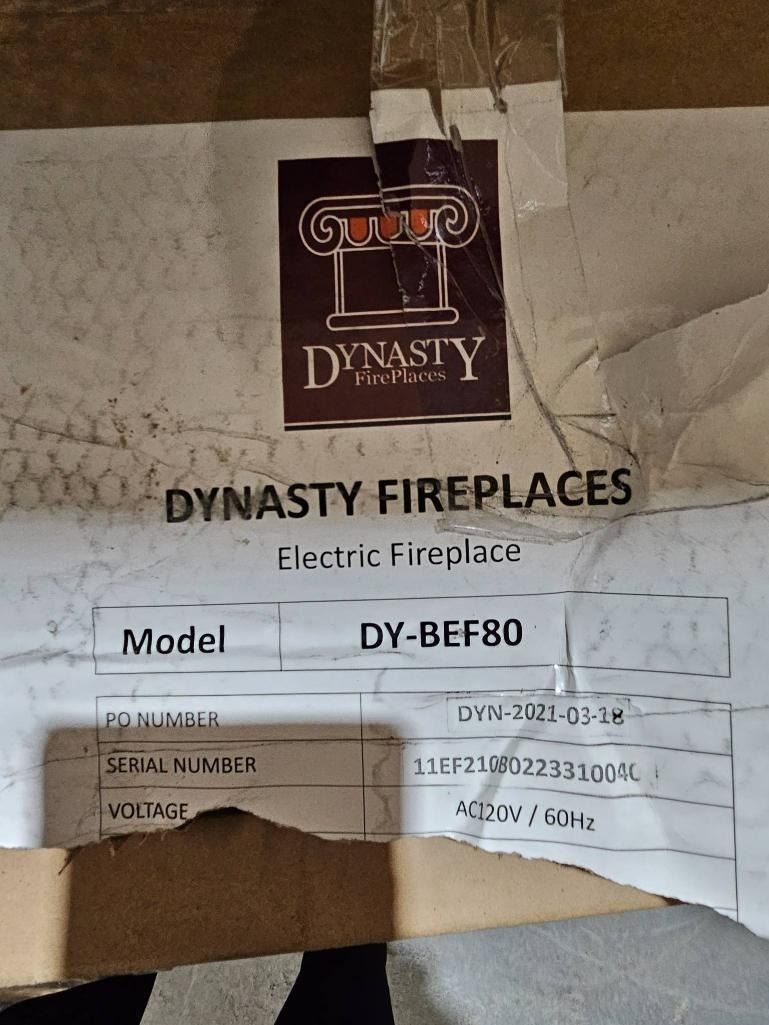 DYNASTY
FirePlaces
DYNASTY FIREPLACES
Electric Fireplace
Model DY-BEF80
PO NUMBER DYN-2021-03-18
SERIAL NUMBER
VOLTAGE AC120V / 60Hz